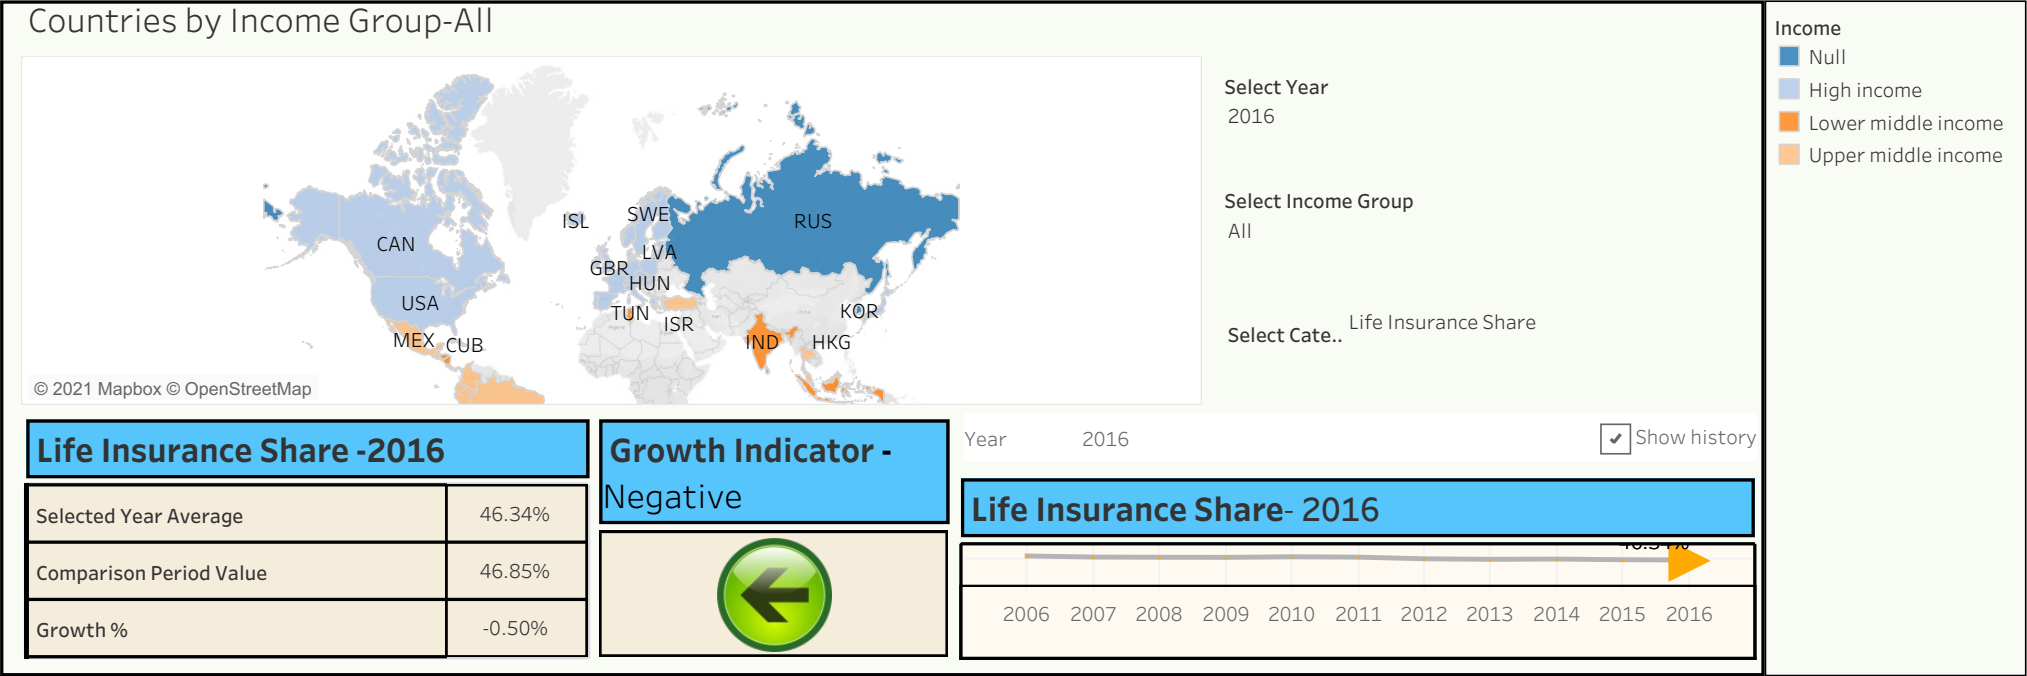 Countries by Income Group-All
ISL
SWE
RUS
CAN
LVA
GBR
HUN
USA
TUN
ISR
KOR
MEX
CUB
IND
HKG
© 2021 Mapbox © OpenStreetMap
Select Year
2016
Select Income Group
All
Select Cate..
Life Insurance Share
Income
Null
High income
Lower middle income
Upper middle income
Life Insurance Share -2016
Selected Year Average 46.34%
Comparison Period Value 46.85%
Growth % -0.50%
Growth Indicator -
Negative
Year 2016
Show history
Life Insurance Share- 2016
2006 2007 2008 2009 2010 2011 2012 2013 2014 2015 2016